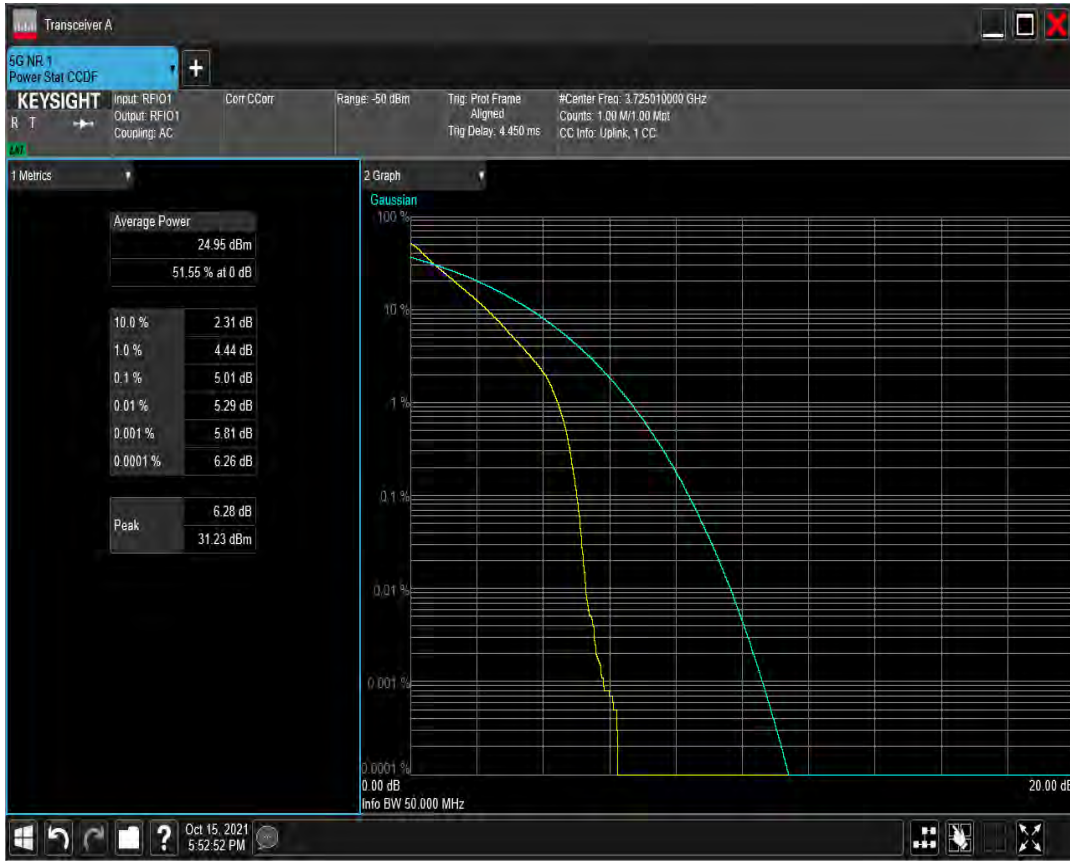 Transceiver A
5G NR 1
Power Stat CCDF
+
KEYSIGHT
R T
Input: RFIO1
Output: RFIO1
Coupling: AC
Corr CCorr
Range: -50 dBm
Trig: Prot Frame
Aligned
Trig Delay: 4.450 ms
#Center Freq: 3.725010000 GHz
Counts: 1.00 M/1.00 Mpt
CC Info: Uplink, 1 CC
1 Metrics
Average Power
24.95 dBm
51.55 % at 0 dB
10.0 % 2.31 dB
1.0 % 4.44 dB
0.1 % 5.01 dB
0.01 % 5.29 dB
0.001 % 5.81 dB
0.0001 % 6.26 dB
Peak
6.28 dB
31.23 dBm
2 Graph
Gaussian
100 %
10 %
1 %
0.1 %
0.01 %
0.001 %
0.0001 %
0.00 dB
20.00 dB
Info BW 50.000 MHz
?
Oct 15, 2021
5:52:52 PM